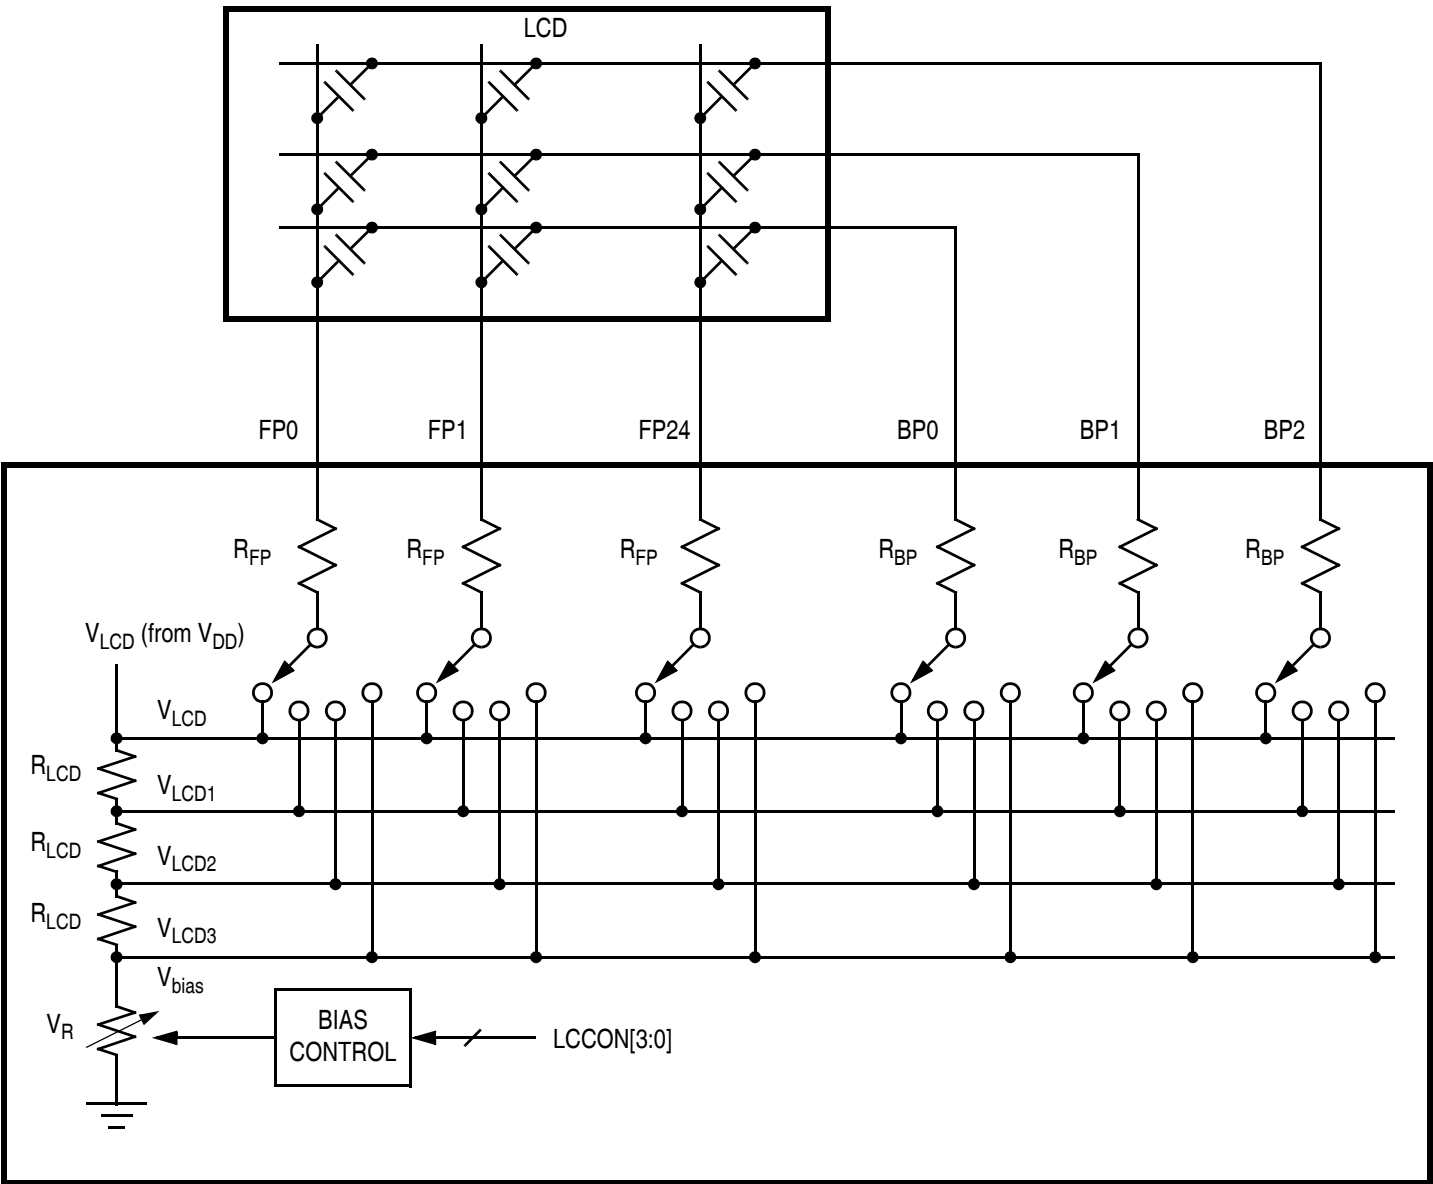 LCD
FP0 FP1 FP24 BP0 BP1 BP2
RFP RFP RFP RBP RBP RBP
VLCD (from VDD)
VLCD
RLCD
VLCD1
RLCD
VLCD2
RLCD
VLCD3
Vbias
VR
BIAS
CONTROL
LCCON[3:0]